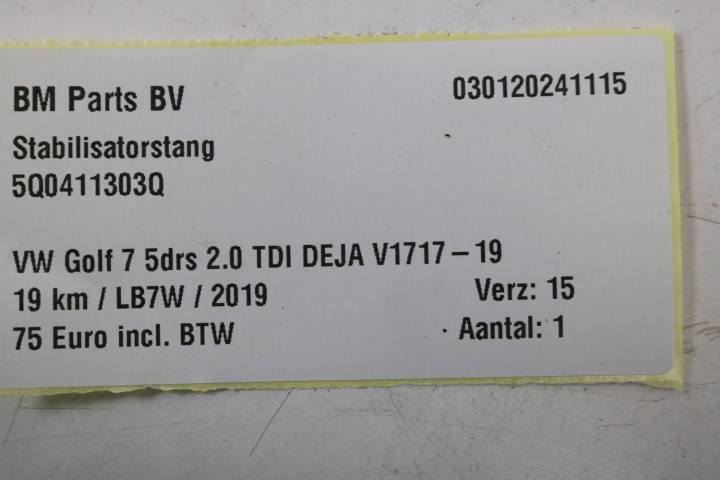 BM Parts BV 030120241115
Stabilisatorstang
5Q0411303Q
VW Golf 7 5drs 2.0 TDI DEJA V1717 – 19
19 km / LB7W / 2019 Verz: 15
75 Euro incl. BTW Aantal: 1